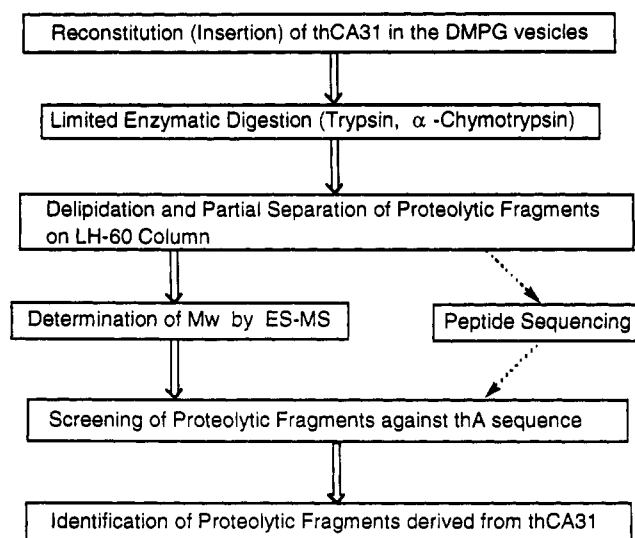 Reconstitution (Insertion) of thCA31 in the DMPG vesicles
Limited Enzymatic Digestion (Trypsin, α -Chymotrypsin)
Delipidation and Partial Separation of Proteolytic Fragments
on LH-60 Column
Determination of Mw by ES-MS
Peptide Sequencing
Screening of Proteolytic Fragments against thA sequence
Identification of Proteolytic Fragments derived from thCA31